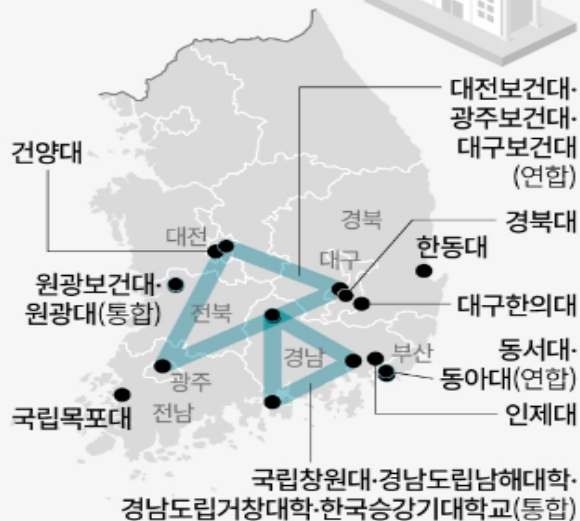 대전보건대·
광주보건대·
대구보건대
(연합)
건양대
경북
경북대
대전
대구
한동대
원광보건대·
원광대(통합)
전북
대구한의대
경남
부산
동서대·
동아대(연합)
광주
전남
국립목포대
인제대
국립창원대·경남도립남해대학·
경남도립거창대학·한국승강기대학교(통합)